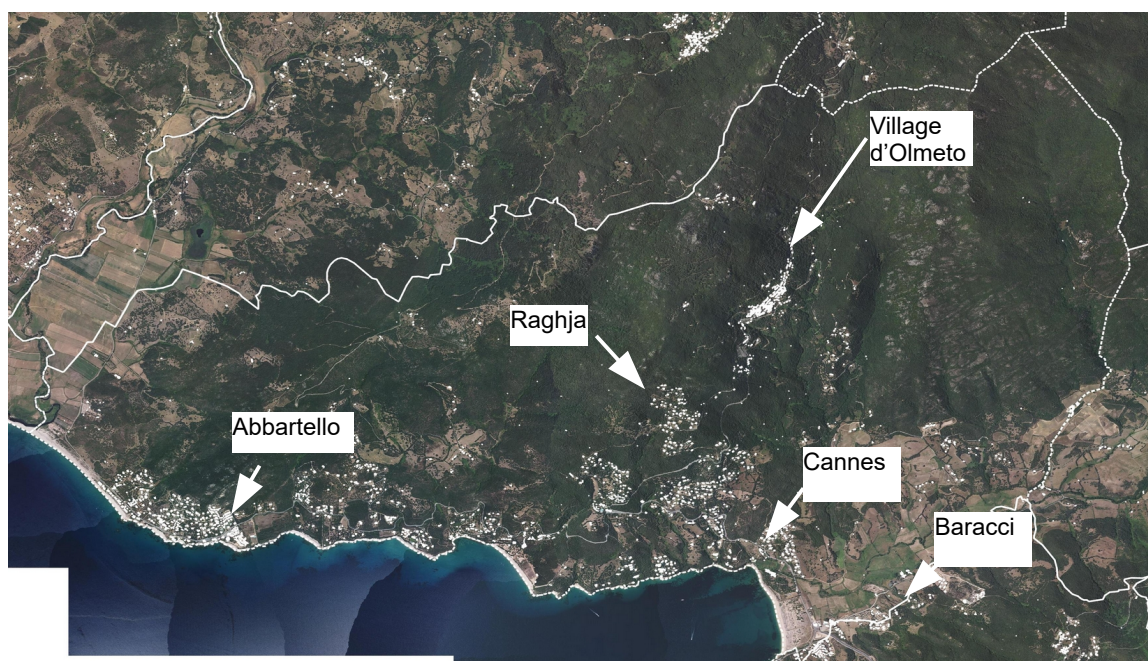 Village
d’Olmeto
Raghja
Abbartello
Cannes
Baracci